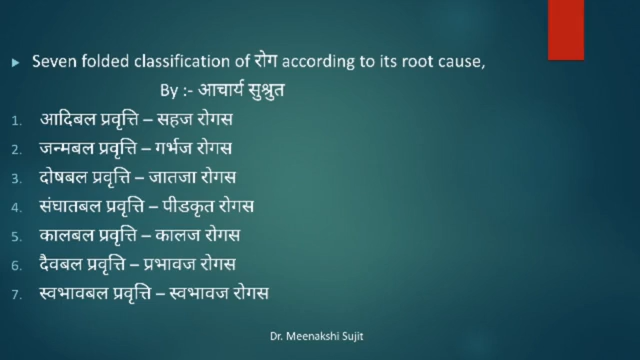 Seven folded classification of रोग according to its root cause,
By :- आचार्य सुश्रुत
1. आदिबल प्रवृत्ति – सहज रोगस
2. जन्मबल प्रवृत्ति – गर्भज रोगस
3. दोषबल प्रवृत्ति – जातजा रोगस
4. संघातबल प्रवृत्ति – पीडकृत रोगस
5. कालबल प्रवृत्ति – कालज रोगस
6. दैवबल प्रवृत्ति – प्रभावज रोगस
7. स्वभावबल प्रवृत्ति – स्वभावज रोगस
Dr. Meenakshi Sujit